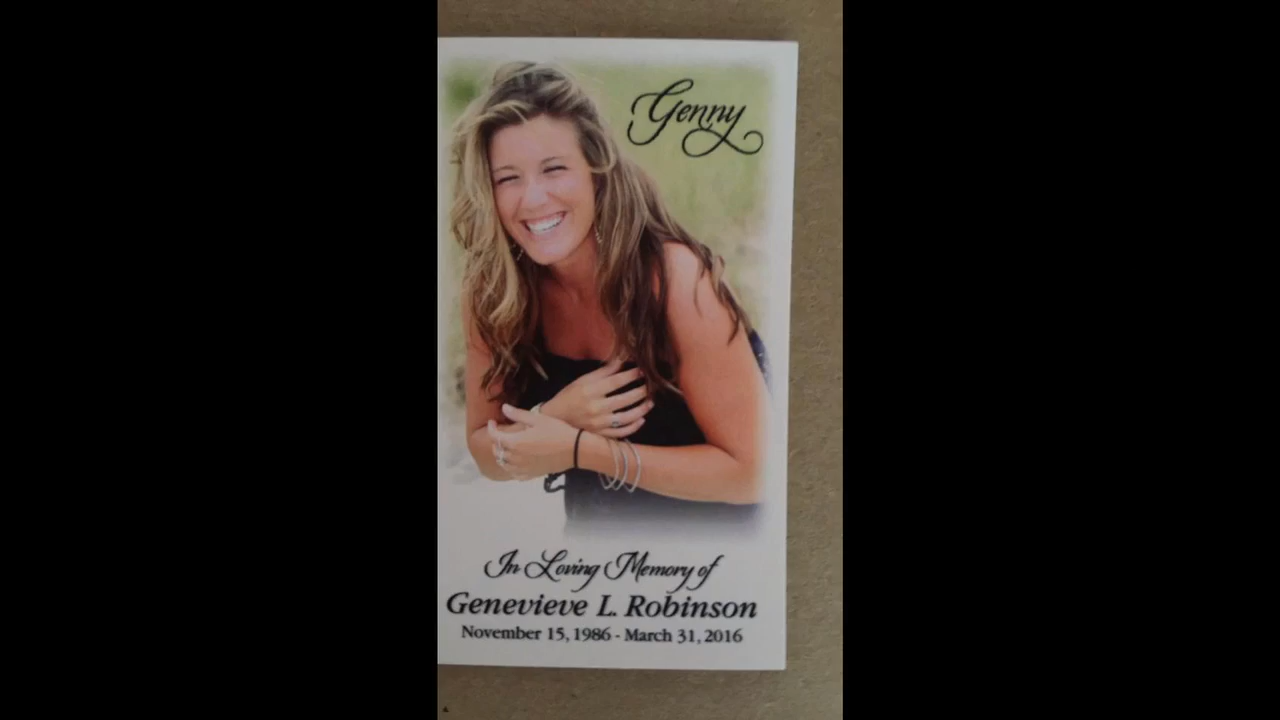 Genny
In Loving Memory of
Genevieve L. Robinson
November 15, 1986 - March 31, 2016